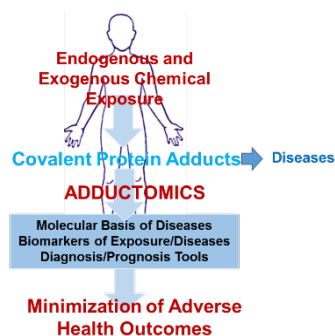 Endogenous and
Exogenous Chemical
Exposure
Covalent Protein Adducts
Diseases
ADDUCTOMICS
Molecular Basis of Diseases
Biomarkers of Exposure/Diseases
Diagnosis/Prognosis Tools
Minimization of Adverse
Health Outcomes